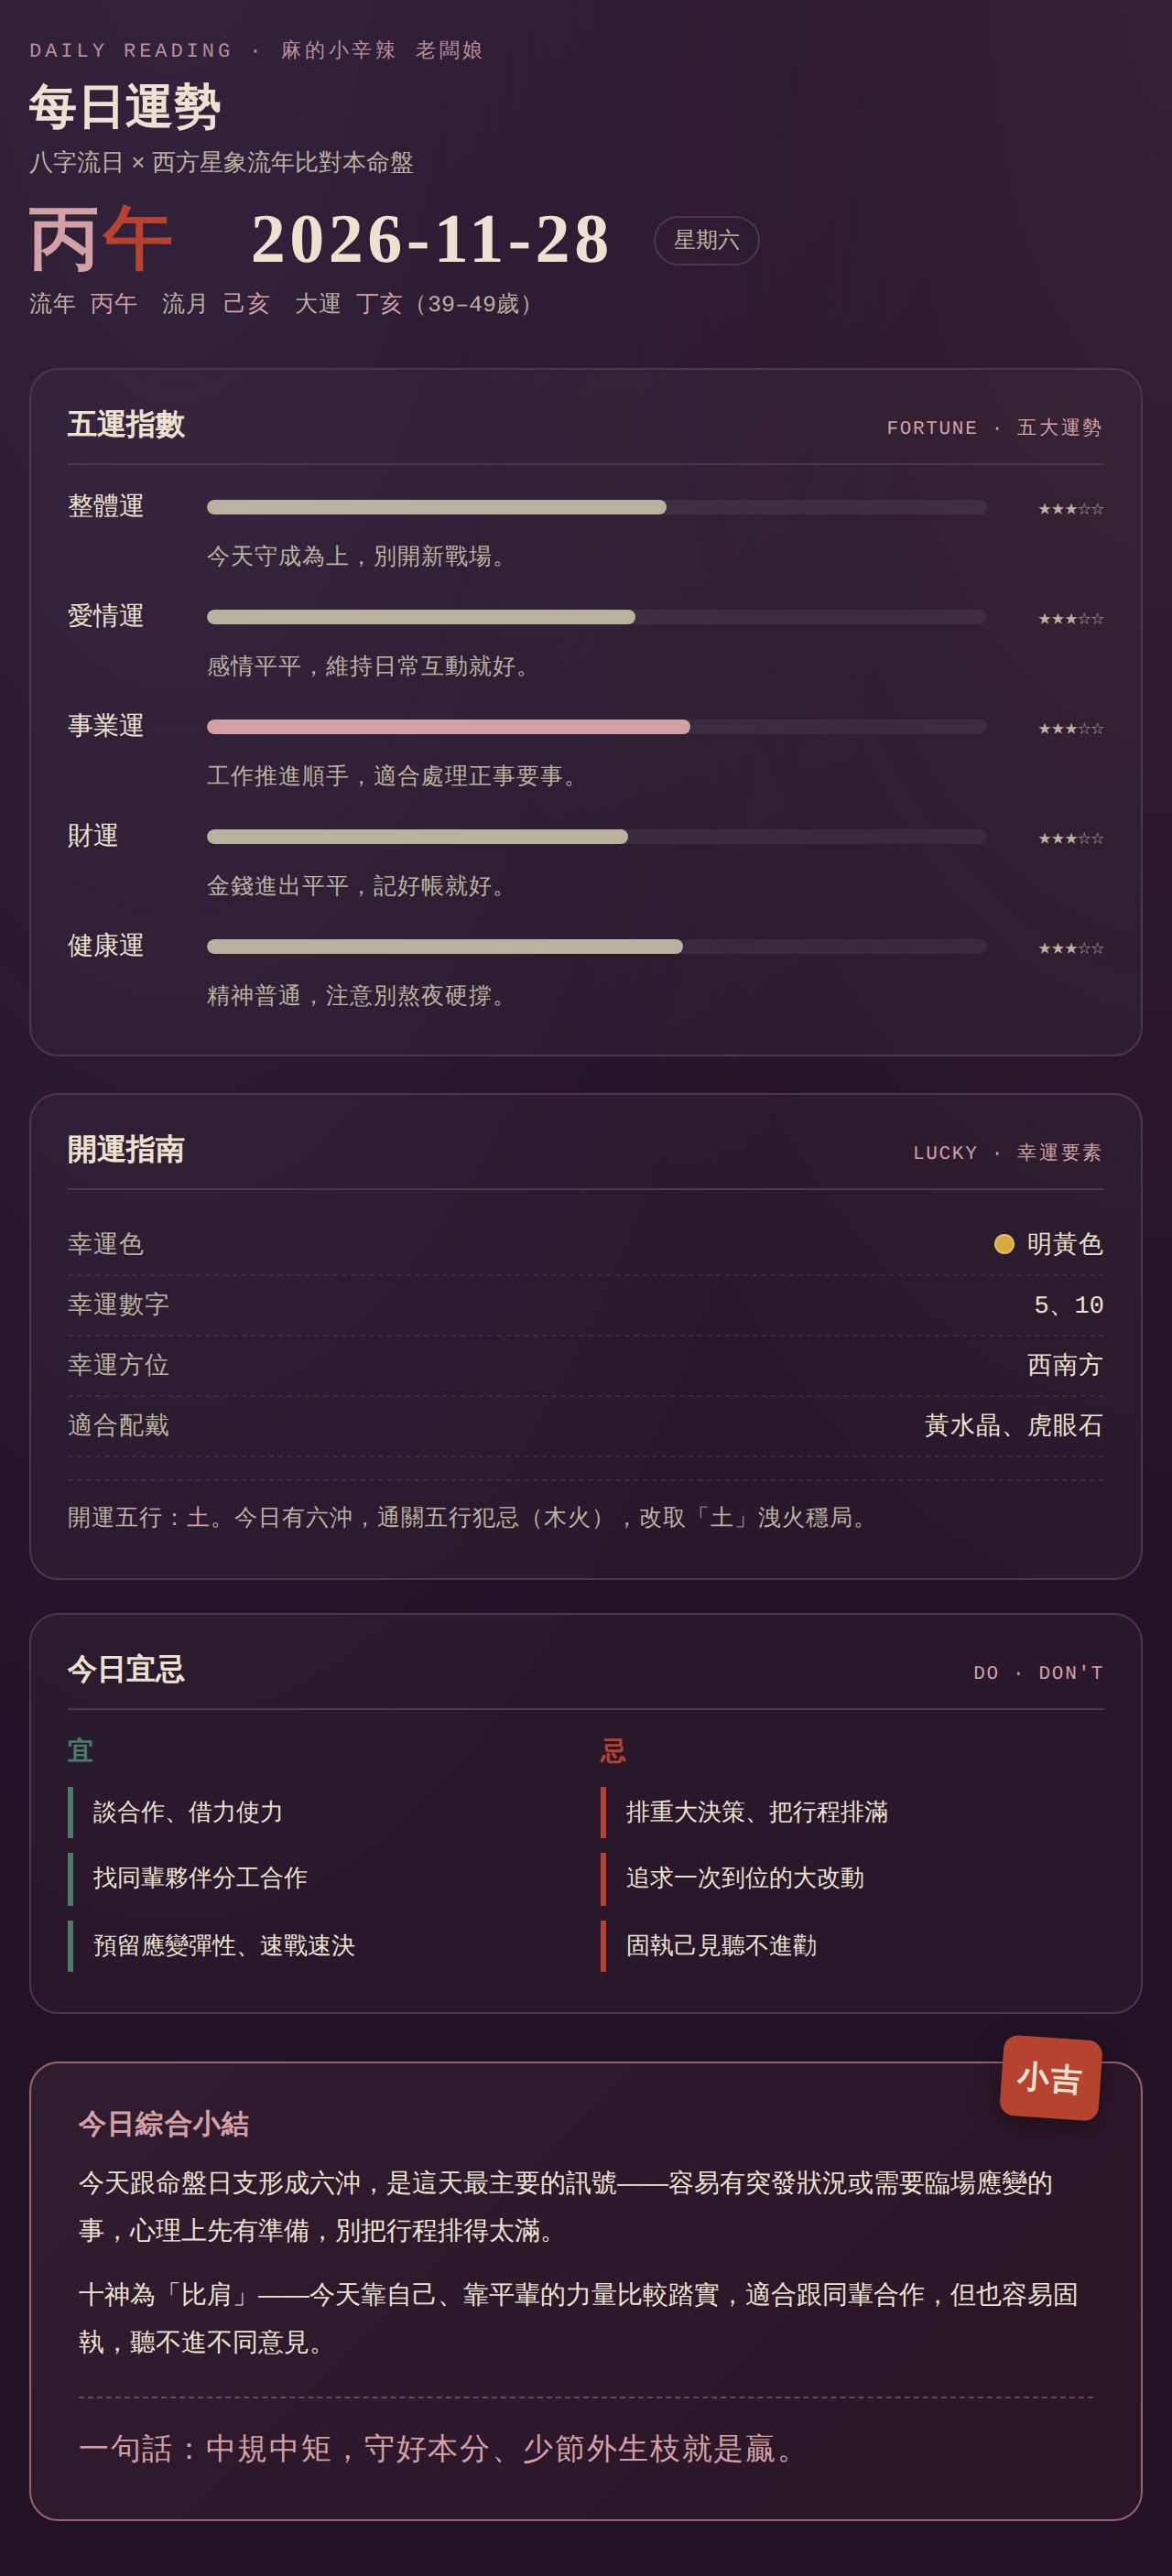 DAILY READING · 麻的小辛辣 老闆娘
每日運勢
八字流日 × 西方星象流年比對本命盤
丙午 2026-11-28 星期六
流年 丙午 流月 己亥 大運 丁亥（39–49歲）
五運指數 FORTUNE · 五大運勢
整體運 ★★★☆☆
今天守成為上，別開新戰場。
愛情運 ★★★☆☆
感情平平，維持日常互動就好。
事業運 ★★★☆☆
工作推進順手，適合處理正事要事。
財運 ★★★☆☆
金錢進出平平，記好帳就好。
健康運 ★★★☆☆
精神普通，注意別熬夜硬撐。
開運指南 LUCKY · 幸運要素
幸運色 明黃色
幸運數字 5、10
幸運方位 西南方
適合配戴 黃水晶、虎眼石
開運五行：土。今日有六沖，通關五行犯忌（木火），改取「土」洩火穩局。
今日宜忌 DO · DON'T
宜 忌
談合作、借力使力 排重大決策、把行程排滿
找同輩夥伴分工合作 追求一次到位的大改動
預留應變彈性、速戰速決 固執己見聽不進勸
小吉
今日綜合小結
今天跟命盤日支形成六沖，是這天最主要的訊號——容易有突發狀況或需要臨場應變的
事，心理上先有準備，別把行程排得太滿。
十神為「比肩」——今天靠自己、靠平輩的力量比較踏實，適合跟同輩合作，但也容易固
執，聽不進不同意見。
一句話：中規中矩，守好本分、少節外生枝就是贏。